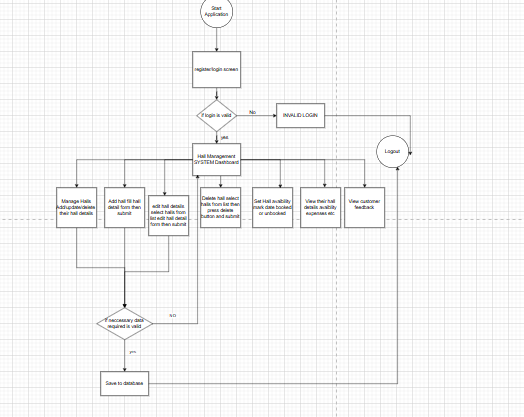 Start
Application
register/login screen
if login is valid
No
INVALID LOGIN
yes
Hall Management
SYSTEM Dashboard
Logout
Manage Halls
Add/update/delete
their hall details
Add hall fill hall
detail form then
submit
edit hall details
select halls from
list edit hall detail
form then submit
Delete hall select
halls from list then
press delete
button and submit
Set Hall avaibility
mark date booked
or unbooked
View their hall
details avaibility
expenses etc
View customer
feedback
if neccessary data
required is valid
NO
yes
Save to database